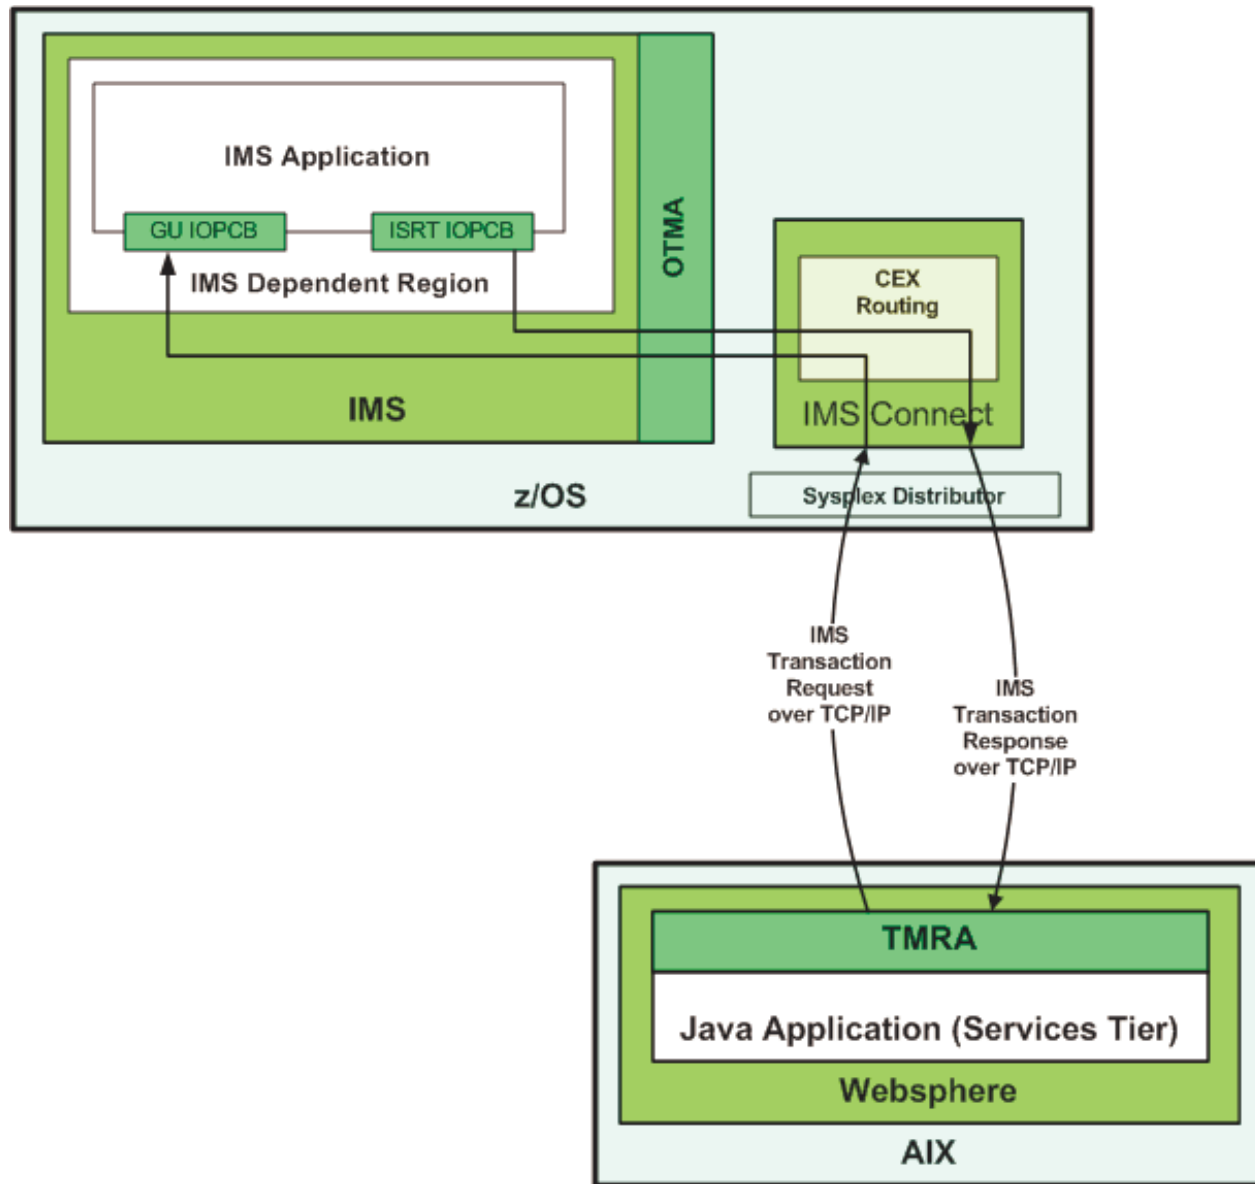 IMS Application
GU IOPCB
ISRT IOPCB
IMS Dependent Region
OTMA
IMS
CEX
Routing
IMS Connect
z/OS
Sysplex Distributor
IMS
Transaction
Request
over TCP/IP
IMS
Transaction
Response
over TCP/IP
TMRA
Java Application (Services Tier)
Websphere
AIX